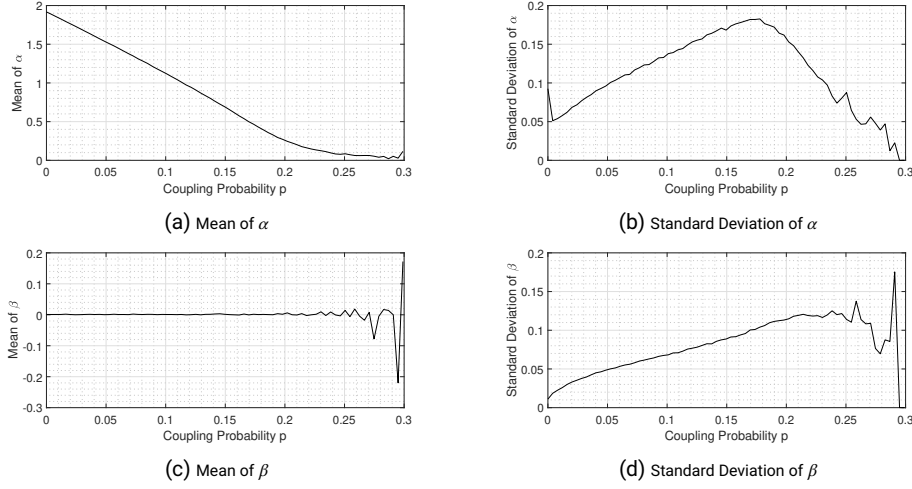 2
1.5
1
0.5
0
Mean of α
0 0.05 0.1 0.15 0.2 0.25 0.3
Coupling Probability p
(a) Mean of α
0.2
0.15
0.1
0.05
0
Standard Deviation of α
0 0.05 0.1 0.15 0.2 0.25 0.3
Coupling Probability p
(b) Standard Deviation of α
0.2
0.1
0
-0.1
-0.2
-0.3
Mean of β
0 0.05 0.1 0.15 0.2 0.25 0.3
Coupling Probability p
(c) Mean of β
0.2
0.15
0.1
0.05
0
Standard Deviation of β
0 0.05 0.1 0.15 0.2 0.25 0.3
Coupling Probability p
(d) Standard Deviation of β